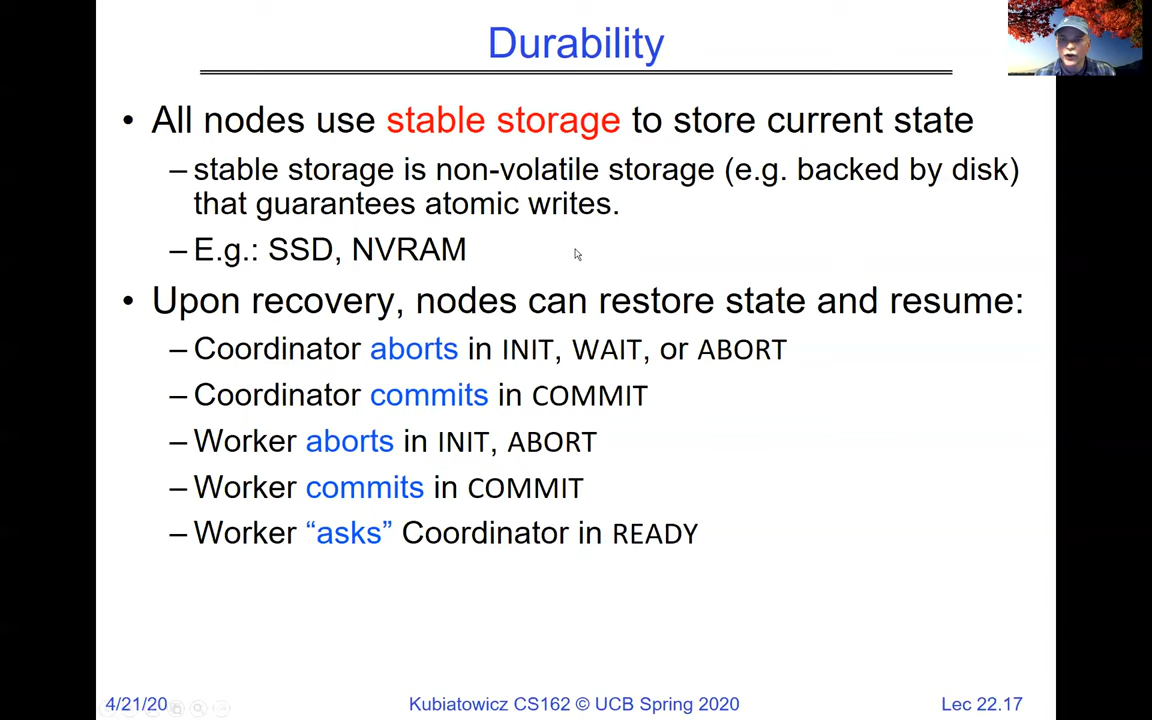 Durability
• All nodes use stable storage to store current state
– stable storage is non-volatile storage (e.g. backed by disk)
that guarantees atomic writes.
– E.g.: SSD, NVRAM
• Upon recovery, nodes can restore state and resume:
– Coordinator aborts in INIT, WAIT, or ABORT
– Coordinator commits in COMMIT
– Worker aborts in INIT, ABORT
– Worker commits in COMMIT
– Worker “asks” Coordinator in READY
4/21/20 Kubiatowicz CS162 © UCB Spring 2020 Lec 22.17